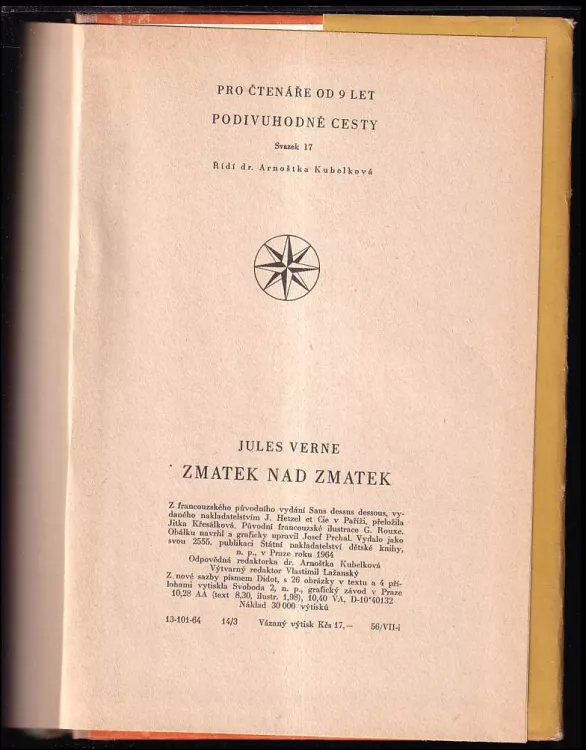 PRO ČTENÁŘE OD 9 LET
PODIVUHODNÉ CESTY
Svazek 17
Řídí dr. Arnoštka Kubelková
JULES VERNE
ZMATEK NAD ZMATEK
Z francouzského původního vydání Sans dessus dessous, vy-
daného nakladatelstvím J. Hetzel et Cie v Paříži, přeložila
Jitka Křesálková. Původní francouzské ilustrace G. Rouxe.
Obálku navrhl a graficky upravil Josef Prchal. Vydalo jako
svou 2555. publikaci Státní nakladatelství dětské knihy,
n. p., v Praze roku 1964
Odpovědná redaktorka dr. Arnoštka Kubelková
Výtvarný redaktor Vlastimil Lažanský
Z nové sazby písmem Didot, s 26 obrázky v textu a 4 pří-
lohami vytiskla Svoboda 2, n. p., grafický závod v Praze
10,28 AA (text 8,30, ilustr. 1,98), 10,40 VA. D-10*40132
Náklad 30 000 výtisků
13-101-64 14/3 Vázaný výtisk Kčs 17,— 56/VII-i